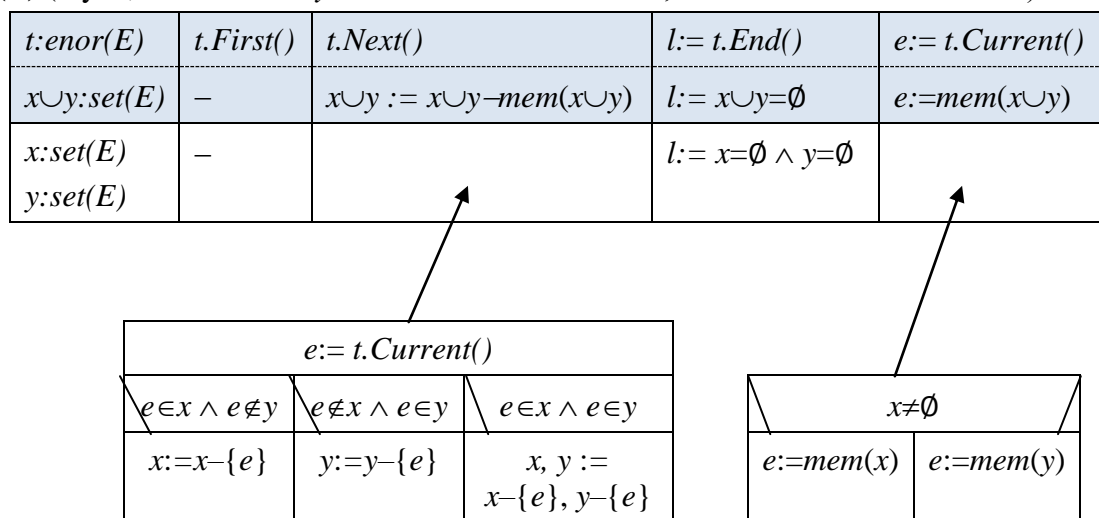 t:enor(E) t.First() t.Next() l:= t.End() e:= t.Current()
x∪y:set(E) – x∪y := x∪y–mem(x∪y) l:= x∪y=∅ e:=mem(x∪y)
x:set(E) – l:= x=∅ ∧ y=∅
y:set(E)
e:= t.Current()
e∈x ∧ e∉y e∉x ∧ e∈y e∈x ∧ e∈y
x:=x–{e} y:=y–{e} x, y :=
x–{e}, y–{e}
x≠∅
e:=mem(x) e:=mem(y)